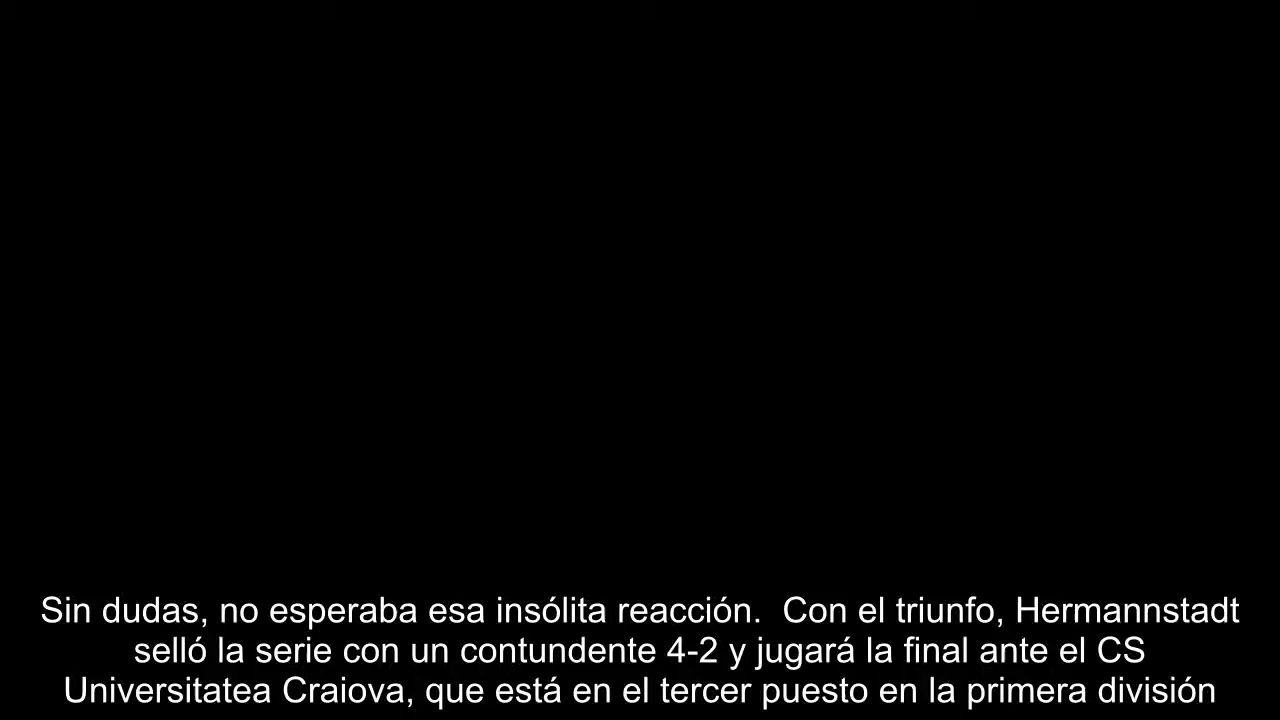 Sin dudas, no esperaba esa insólita reacción.  Con el triunfo, Hermannstadt
selló la serie con un contundente 4-2 y jugará la final ante el CS
Universitatea Craiova, que está en el tercer puesto en la primera división